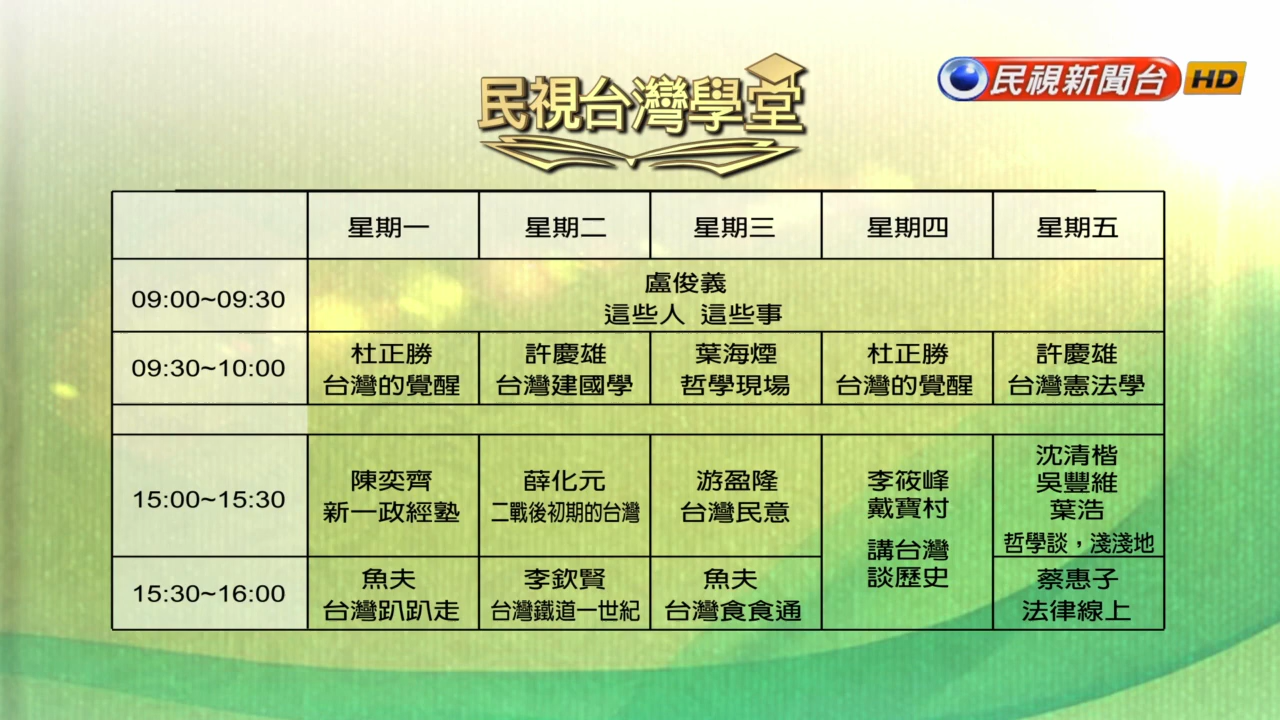 民視台灣學堂
民視新聞台 HD
星期一 星期二 星期三 星期四 星期五
09:00~09:30
盧俊義
這些人 這些事
09:30~10:00
杜正勝
台灣的覺醒
許慶雄
台灣建國學
葉海煙
哲學現場
杜正勝
台灣的覺醒
許慶雄
台灣憲法學
15:00~15:30
陳奕齊
新一政經塾
薛化元
二戰後初期的台灣
游盈隆
台灣民意
李筱峰
戴寶村
講台灣
談歷史
沈清楷
吳豐維
葉浩
哲學談，淺淺地
15:30~16:00
魚夫
台灣趴趴走
李欽賢
台灣鐵道一世紀
魚夫
台灣食食通
蔡惠子
法律線上